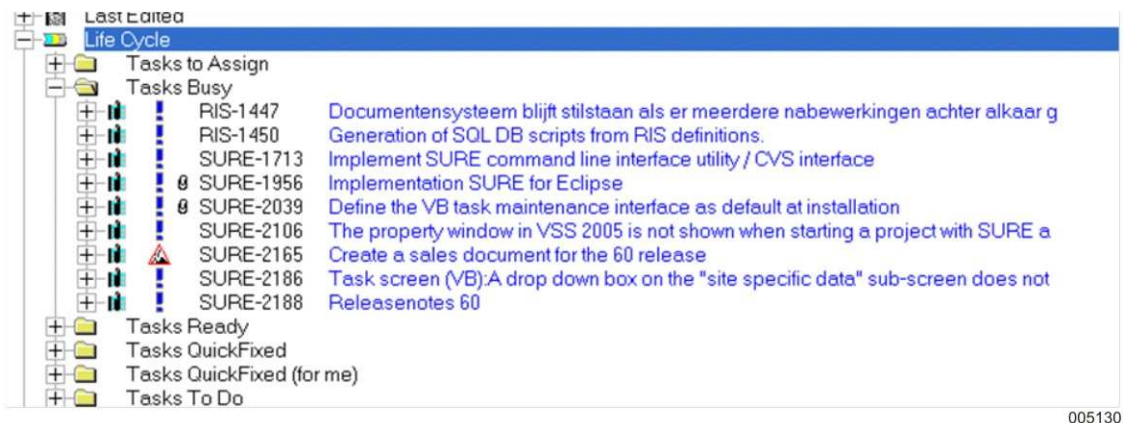 Last Edited
Life Cycle
Tasks to Assign
Tasks Busy
RIS-1447 Documentensysteem blijft stilstaan als er meerdere nabewerkingen achter alkaar g
RIS-1450 Generation of SQL DB scripts from RIS definitions.
SURE-1713 Implement SURE command line interface utility / CVS interface
SURE-1956 Implementation SURE for Eclipse
SURE-2039 Define the VB task maintenance interface as default at installation
SURE-2106 The property window in VSS 2005 is not shown when starting a project with SURE a
SURE-2165 Create a sales document for the 60 release
SURE-2186 Task screen (VB):A drop down box on the "site specific data" sub-screen does not
SURE-2188 Releasenotes 60
Tasks Ready
Tasks QuickFixed
Tasks QuickFixed (for me)
Tasks To Do
005130